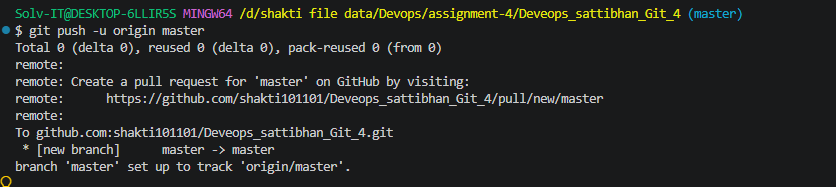 Solv-IT@DESKTOP-6LLIR5S MINGW64 /d/shakti file data/Devops/assignment-4/Deveops_sattibhan_Git_4 (master)
$ git push -u origin master
Total 0 (delta 0), reused 0 (delta 0), pack-reused 0 (from 0)
remote:
remote: Create a pull request for 'master' on GitHub by visiting:
remote:      https://github.com/shakti101101/Deveops_sattibhan_Git_4/pull/new/master
remote:
To github.com:shakti101101/Deveops_sattibhan_Git_4.git
 * [new branch]      master -> master
branch 'master' set up to track 'origin/master'.